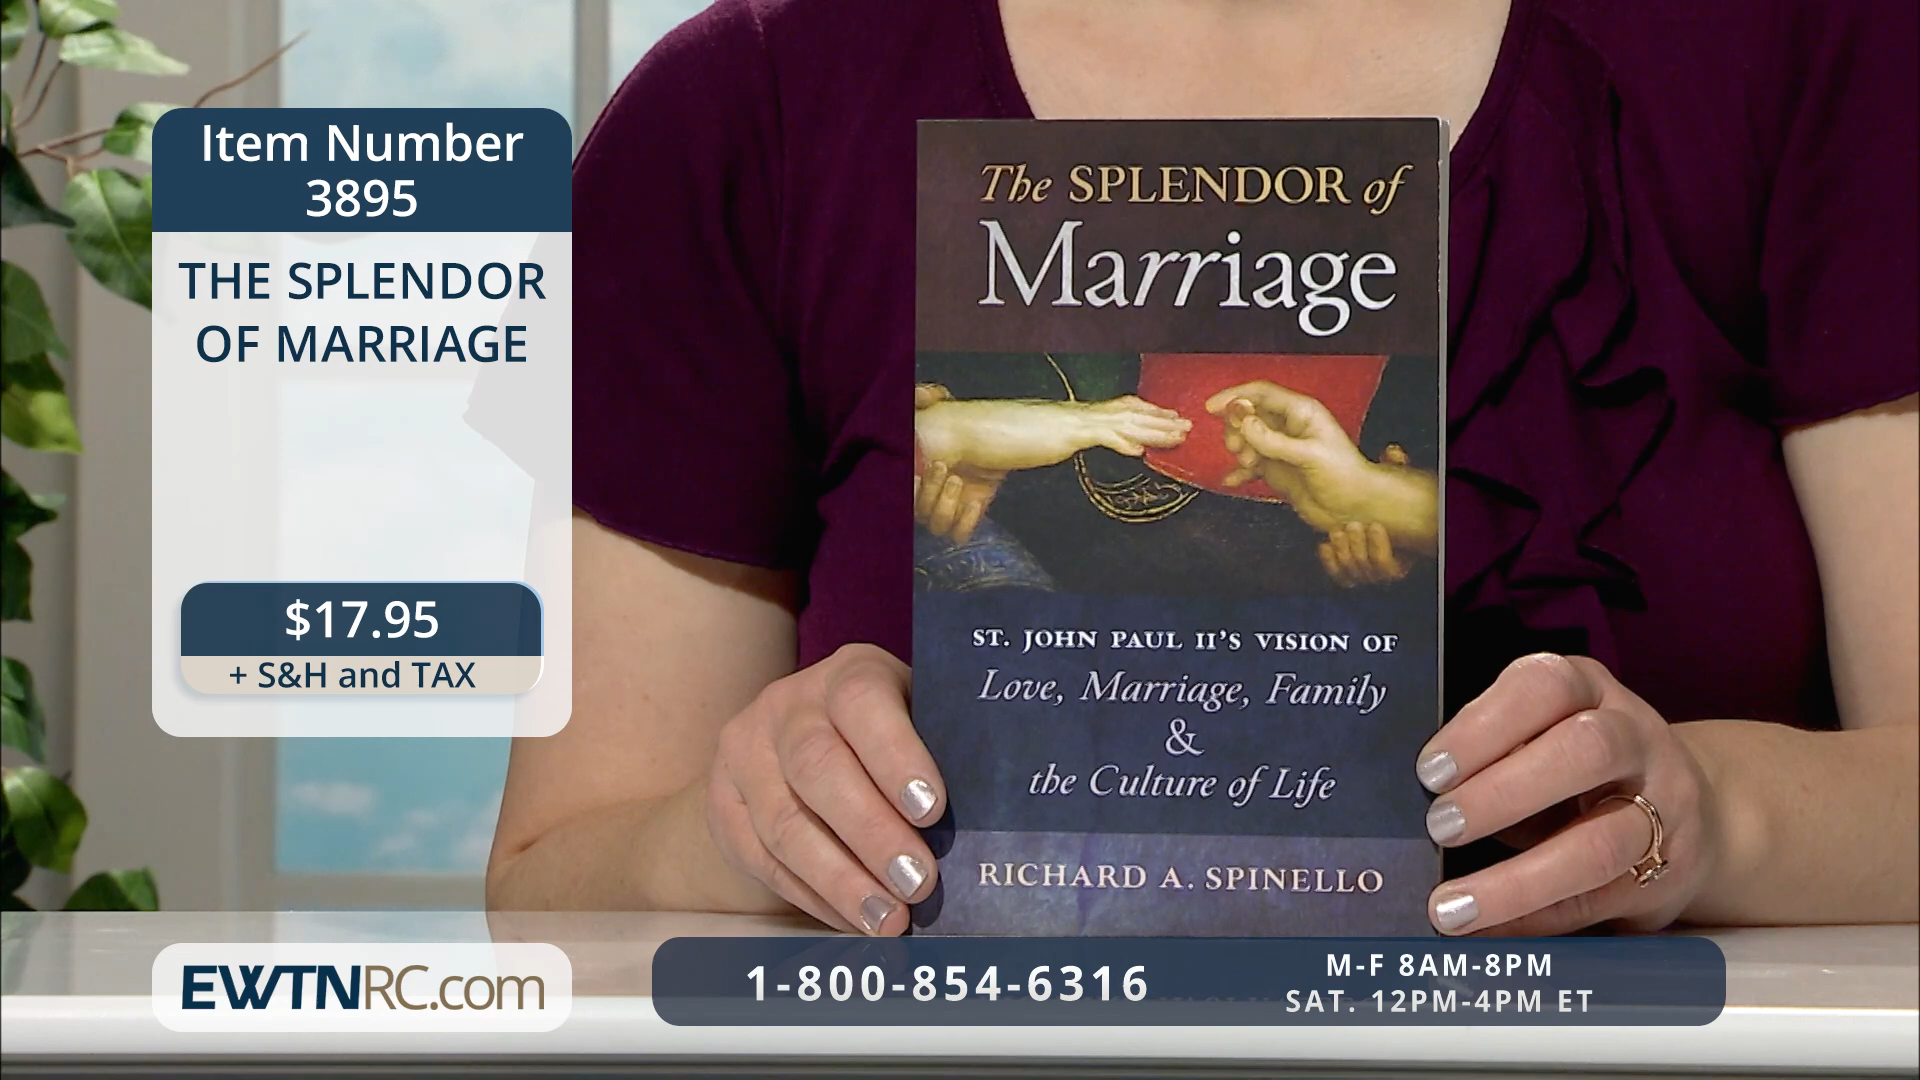 Item Number
3895
THE SPLENDOR
OF MARRIAGE
$17.95
+ S&H and TAX
The SPLENDOR of
Marriage
ST. JOHN PAUL II'S VISION OF
Love, Marriage, Family
&
the Culture of Life
RICHARD A. SPINELLO
EWTNRC.com
1-800-854-6316
M-F 8AM-8PM
SAT. 12PM-4PM ET